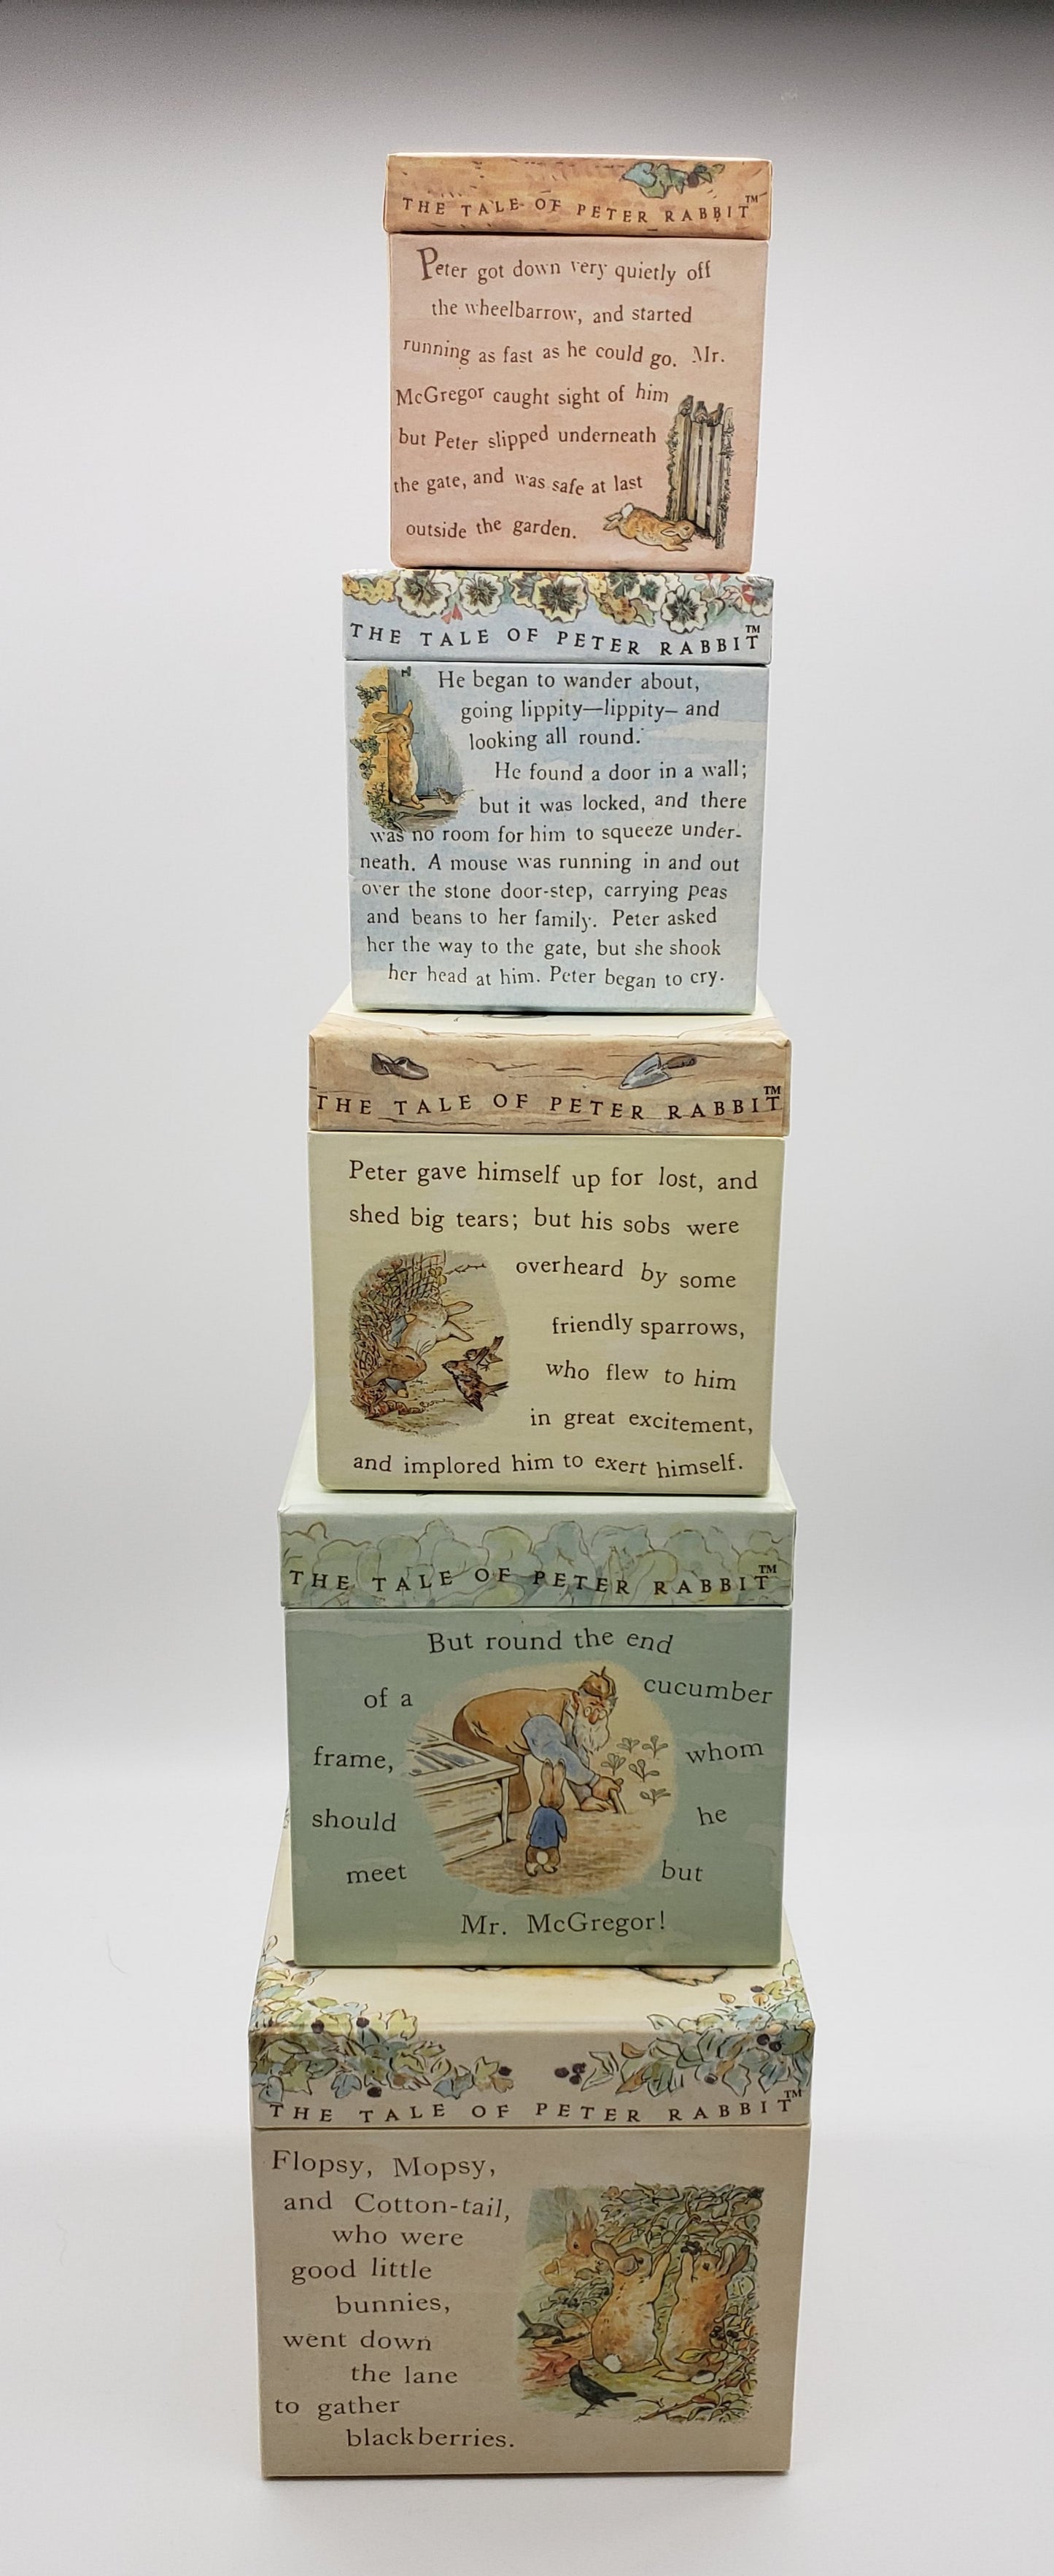 THE TALE OF PETER RABBIT™
Peter got down very quietly off
the wheelbarrow, and started
running as fast as he could go. Mr.
McGregor caught sight of him
but Peter slipped underneath
the gate, and was safe at last
outside the garden.
THE TALE OF PETER RABBIT™
He began to wander about,
going lippity—lippity– and
looking all round.
He found a door in a wall;
but it was locked, and there
was no room for him to squeeze under-
neath. A mouse was running in and out
over the stone door-step, carrying peas
and beans to her family. Peter asked
her the way to the gate, but she shook
her head at him. Peter began to cry.
THE TALE OF PETER RABBIT™
Peter gave himself up for lost, and
shed big tears; but his sobs were
overheard by some
friendly sparrows,
who flew to him
in great excitement,
and implored him to exert himself.
THE TALE OF PETER RABBIT™
But round the end
of a cucumber
frame, whom
should he
meet but
Mr. McGregor!
THE TALE OF PETER RABBIT™
Flopsy, Mopsy,
and Cotton-tail,
who were
good little
bunnies,
went down
the lane
to gather
blackberries.